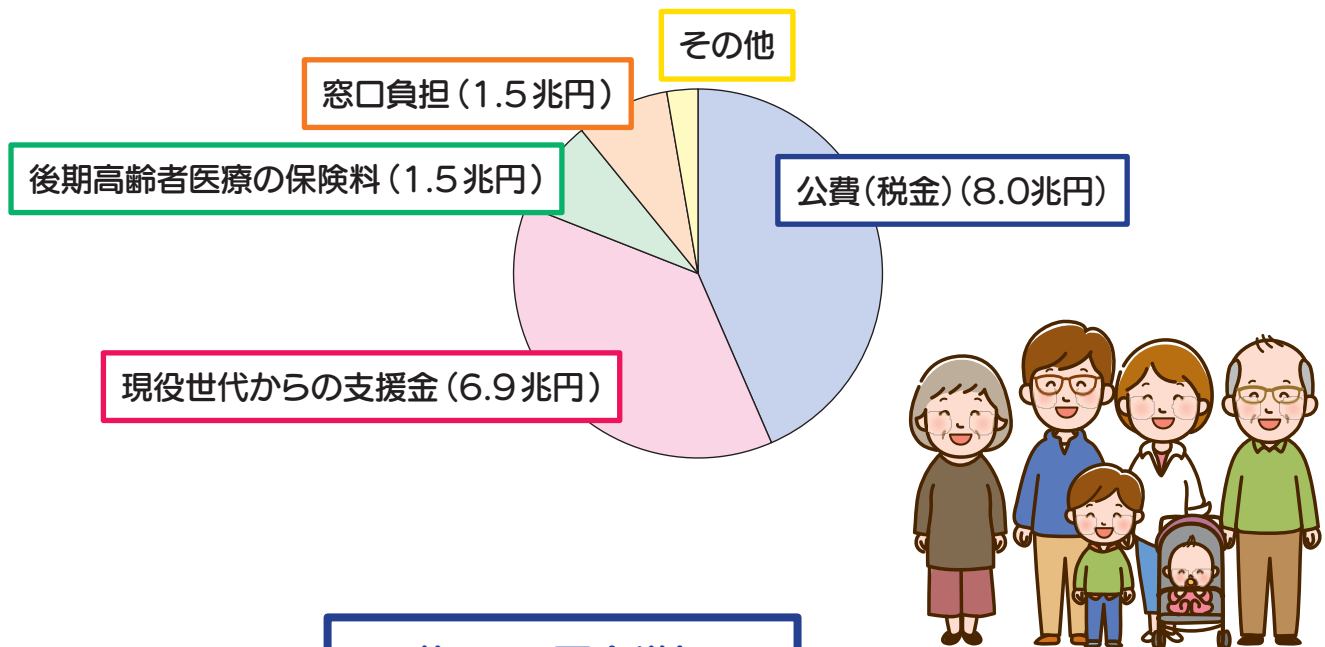 その他
窓口負担(1.5兆円)
後期高齢者医療の保険料(1.5兆円)
公費(税金)(8.0兆円)
現役世代からの支援金(6.9兆円)